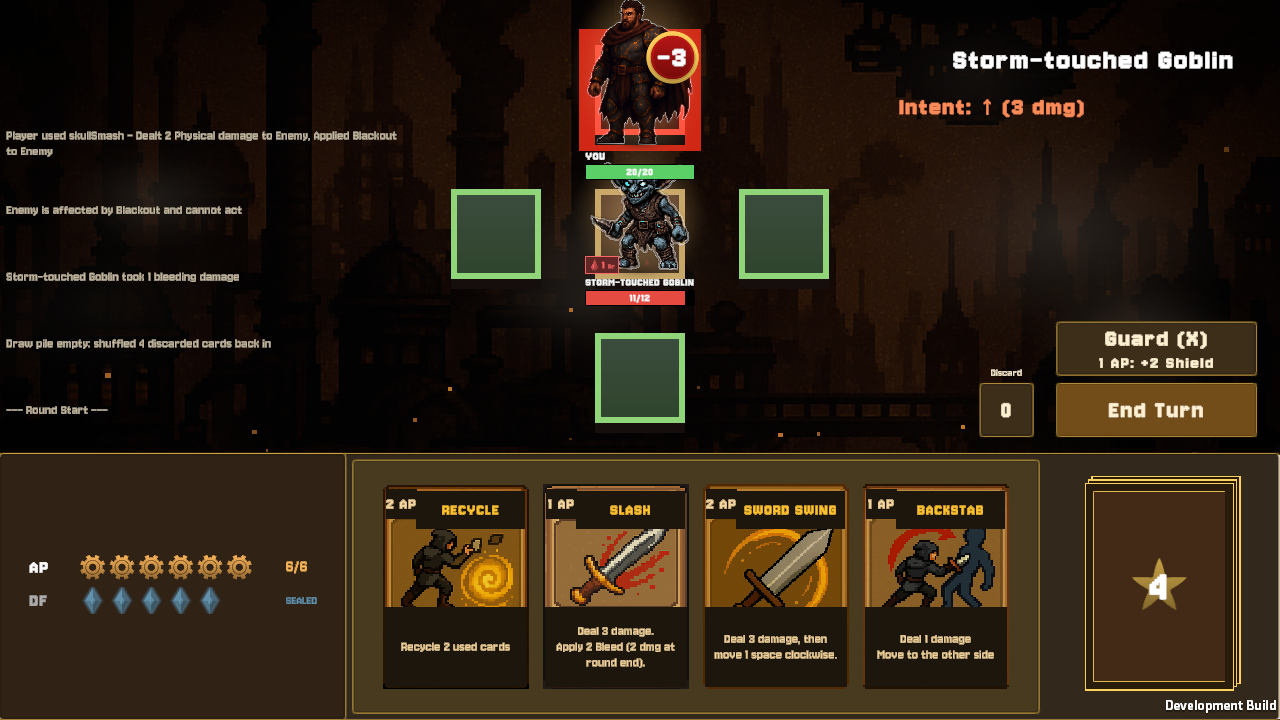 Storm-touched Goblin
Intent: ↑ (3 dmg)
-3
Player used skullSmash - Dealt 2 Physical damage to Enemy, Applied Blackout
to Enemy
YOU
20/20
Enemy is affected by Blackout and cannot act
Storm-touched Goblin took 1 bleeding damage
1
STORM-TOUCHED GOBLIN
11/12
Draw pile empty: shuffled 4 discarded cards back in
--- Round Start ---
Guard (X)
1 AP: +2 Shield
Discard
0
End Turn
AP
6/6
DF
SEALED
2 AP
RECYCLE
Recycle 2 used cards
1 AP
SLASH
Deal 3 damage.
Apply 2 Bleed (2 dmg at
round end).
2 AP
SWORD SWING
Deal 3 damage, then
move 1 space clockwise.
1 AP
BACKSTAB
Deal 1 damage
Move to the other side
4
Development Build